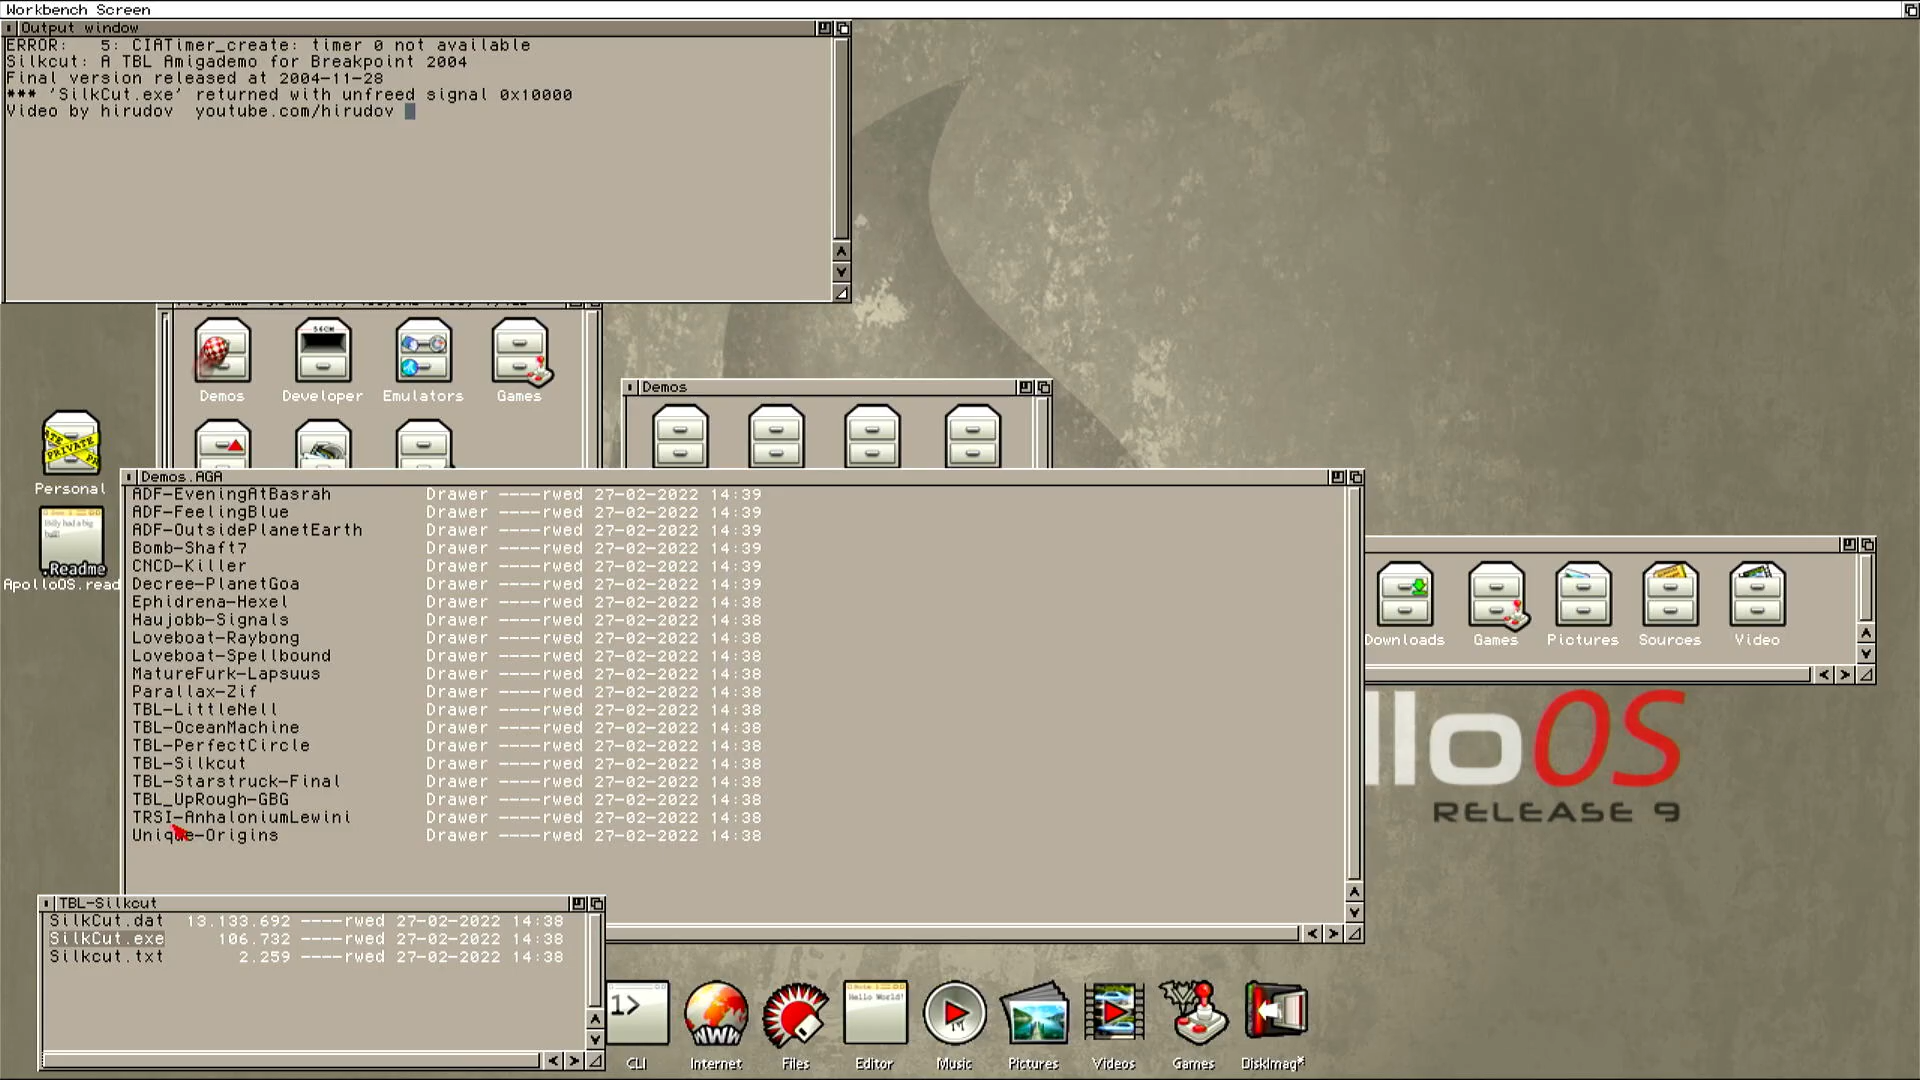 Workbench Screen
Output window
ERROR:   5: CIATimer_create: timer 0 not available
Silkcut: A TBL Amigademo for Breakpoint 2004
Final version released at 2004-11-28
*** 'SilkCut.exe' returned with unfreed signal 0x10000
Video by hirudov  youtube.com/hirudov
Demos
Developer
Emulators
Games
Demos
Personal
Billy had a big ball
.Readme
ApolloOS.read
Demos.AGA
ADF-EveningAtBasrah Drawer ----rwed 27-02-2022 14:39
ADF-FeelingBlue Drawer ----rwed 27-02-2022 14:39
ADF-OutsidePlanetEarth Drawer ----rwed 27-02-2022 14:39
Bomb-Shaft7 Drawer ----rwed 27-02-2022 14:39
CNCD-Killer Drawer ----rwed 27-02-2022 14:39
Decree-PlanetGoa Drawer ----rwed 27-02-2022 14:39
Ephidrena-Hexel Drawer ----rwed 27-02-2022 14:38
Haujobb-Signals Drawer ----rwed 27-02-2022 14:38
Loveboat-Raybong Drawer ----rwed 27-02-2022 14:38
Loveboat-Spellbound Drawer ----rwed 27-02-2022 14:38
MatureFurk-Lapsuus Drawer ----rwed 27-02-2022 14:38
Parallax-Zif Drawer ----rwed 27-02-2022 14:38
TBL-LittleNell Drawer ----rwed 27-02-2022 14:38
TBL-OceanMachine Drawer ----rwed 27-02-2022 14:38
TBL-PerfectCircle Drawer ----rwed 27-02-2022 14:38
TBL-Silkcut Drawer ----rwed 27-02-2022 14:38
TBL-Starstruck-Final Drawer ----rwed 27-02-2022 14:38
TBL_UpRough-GBG Drawer ----rwed 27-02-2022 14:38
TRSI-AnhaloniumLewini Drawer ----rwed 27-02-2022 14:38
Unique-Origins Drawer ----rwed 27-02-2022 14:38
Downloads
Games
Pictures
Sources
Video
lloOS
RELEASE 9
TBL-Silkcut
SilkCut.dat 13.133.692 ----rwed 27-02-2022 14:38
SilkCut.exe 106.732 ----rwed 27-02-2022 14:38
Silkcut.txt 2.259 ----rwed 27-02-2022 14:38
1>
WWW
Hello World!
CLI
Internet
Files
Editor
Music
Pictures
Videos
Games
DiskImag*